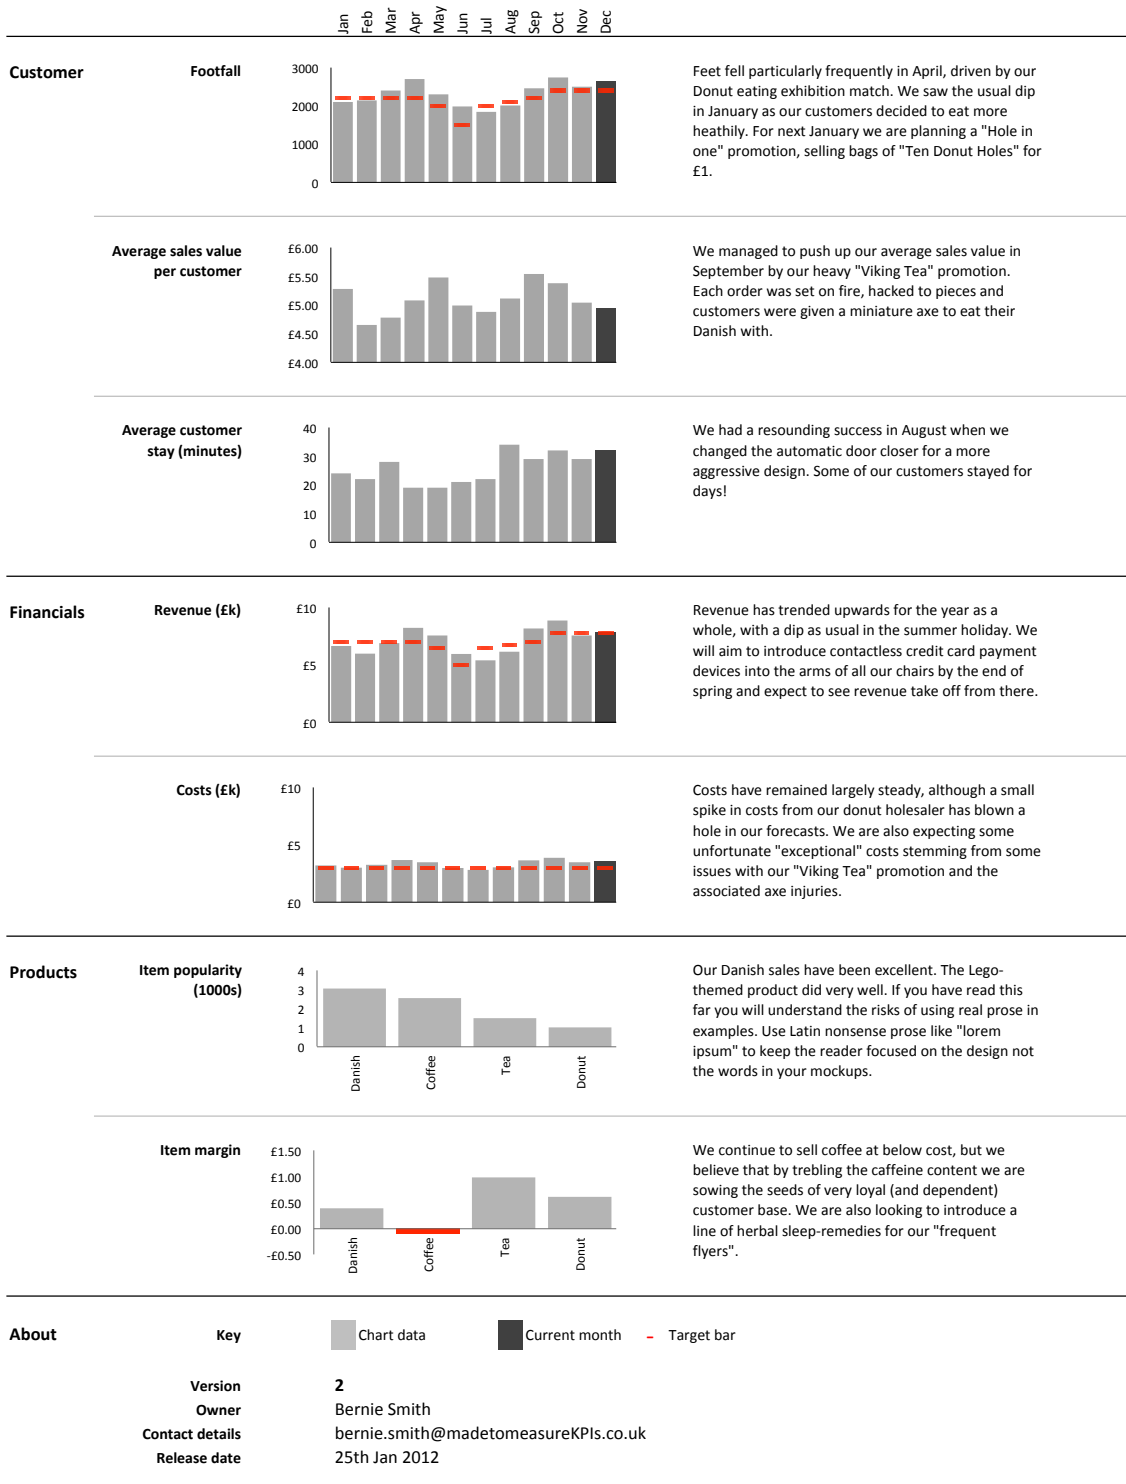 Jan Feb Mar Apr May Jun Jul Aug Sep Oct Nov Dec
Customer
Footfall
3000
2000
1000
0
Feet fell particularly frequently in April, driven by our
Donut eating exhibition match. We saw the usual dip
in January as our customers decided to eat more
heathily. For next January we are planning a "Hole in
one" promotion, selling bags of "Ten Donut Holes" for
£1.
Average sales value
per customer
£6.00
£5.50
£5.00
£4.50
£4.00
We managed to push up our average sales value in
September by our heavy "Viking Tea" promotion.
Each order was set on fire, hacked to pieces and
customers were given a miniature axe to eat their
Danish with.
Average customer
stay (minutes)
40
30
20
10
0
We had a resounding success in August when we
changed the automatic door closer for a more
aggressive design. Some of our customers stayed for
days!
Financials
Revenue (£k)
£10
£5
£0
Revenue has trended upwards for the year as a
whole, with a dip as usual in the summer holiday. We
will aim to introduce contactless credit card payment
devices into the arms of all our chairs by the end of
spring and expect to see revenue take off from there.
Costs (£k)
£10
£5
£0
Costs have remained largely steady, although a small
spike in costs from our donut holesaler has blown a
hole in our forecasts. We are also expecting some
unfortunate "exceptional" costs stemming from some
issues with our "Viking Tea" promotion and the
associated axe injuries.
Products
Item popularity
(1000s)
4
3
2
1
0
Danish
Coffee
Tea
Donut
Our Danish sales have been excellent. The Lego-
themed product did very well. If you have read this
far you will understand the risks of using real prose in
examples. Use Latin nonsense prose like "lorem
ipsum" to keep the reader focused on the design not
the words in your mockups.
Item margin
£1.50
£1.00
£0.50
£0.00
-£0.50
Danish
Coffee
Tea
Donut
We continue to sell coffee at below cost, but we
believe that by trebling the caffeine content we are
sowing the seeds of very loyal (and dependent)
customer base. We are also looking to introduce a
line of herbal sleep-remedies for our "frequent
flyers".
About
Key
Chart data
Current month
Target bar
Version
2
Owner
Bernie Smith
Contact details
bernie.smith@madetomeasureKPIs.co.uk
Release date
25th Jan 2012